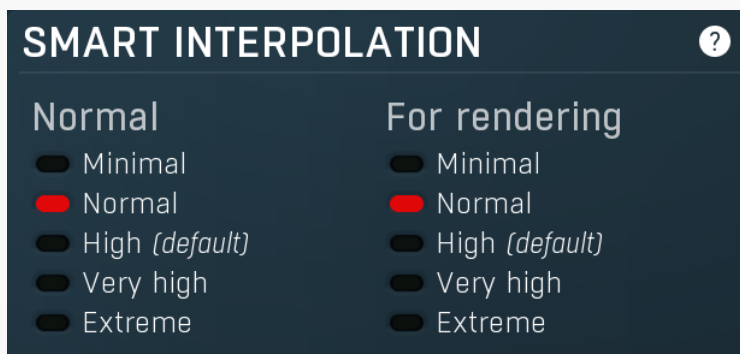 SMART INTERPOLATION ?
Normal
Minimal
Normal
High (default)
Very high
Extreme
For rendering
Minimal
Normal
High (default)
Very high
Extreme